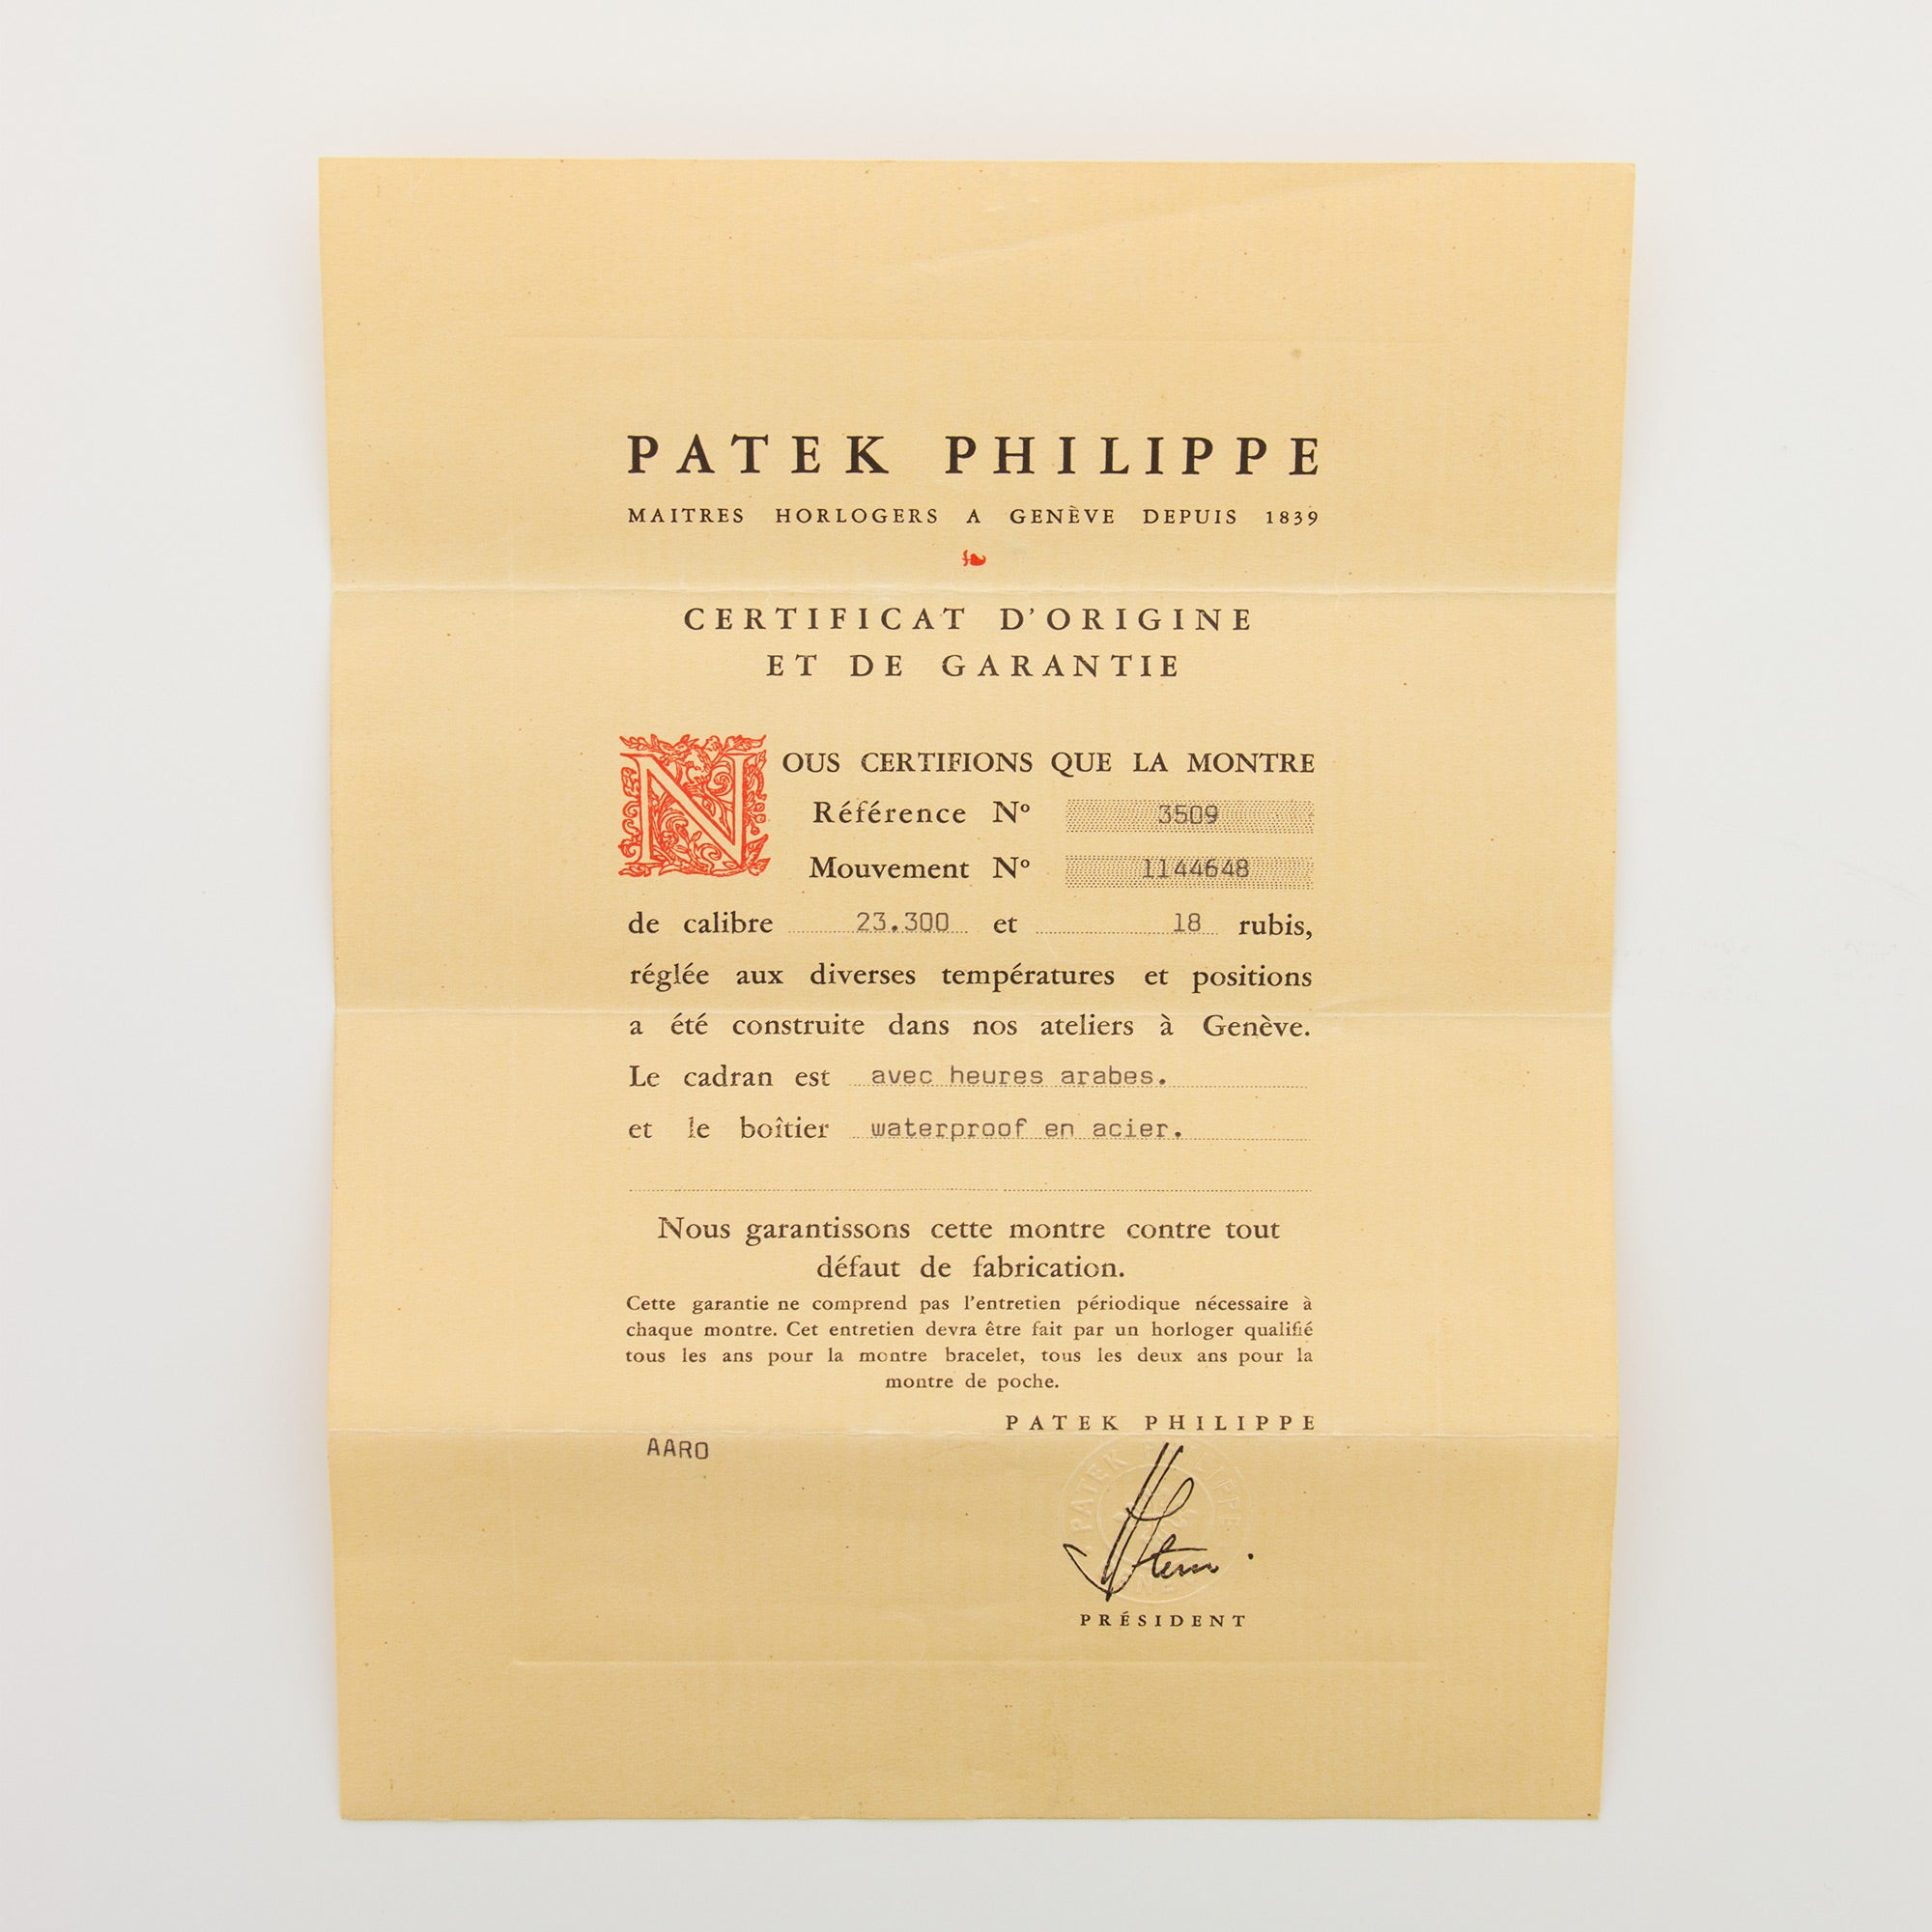 PATEK PHILIPPE
MAITRES HORLOGERS A GENÈVE DEPUIS 1839
CERTIFICAT D'ORIGINE
ET DE GARANTIE
NOUS CERTIFIONS QUE LA MONTRE
Référence Nº 3509
Mouvement Nº 1144648
de calibre 23.300 et 18 rubis,
réglée aux diverses températures et positions
a été construite dans nos ateliers à Genève.
Le cadran est avec heures arabes.
et le boîtier waterproof en acier.
Nous garantissons cette montre contre tout
défaut de fabrication.
Cette garantie ne comprend pas l'entretien périodique nécessaire à
chaque montre. Cet entretien devra être fait par un horloger qualifié
tous les ans pour la montre bracelet, tous les deux ans pour la
montre de poche.
PATEK PHILIPPE
AARO
PATEK PHILIPPE
PRÉSIDENT